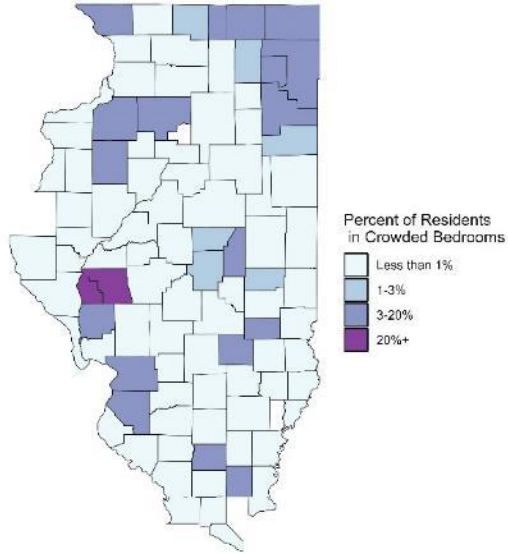 Percent of Residents
in Crowded Bedrooms
Less than 1%
1-3%
3-20%
20%+